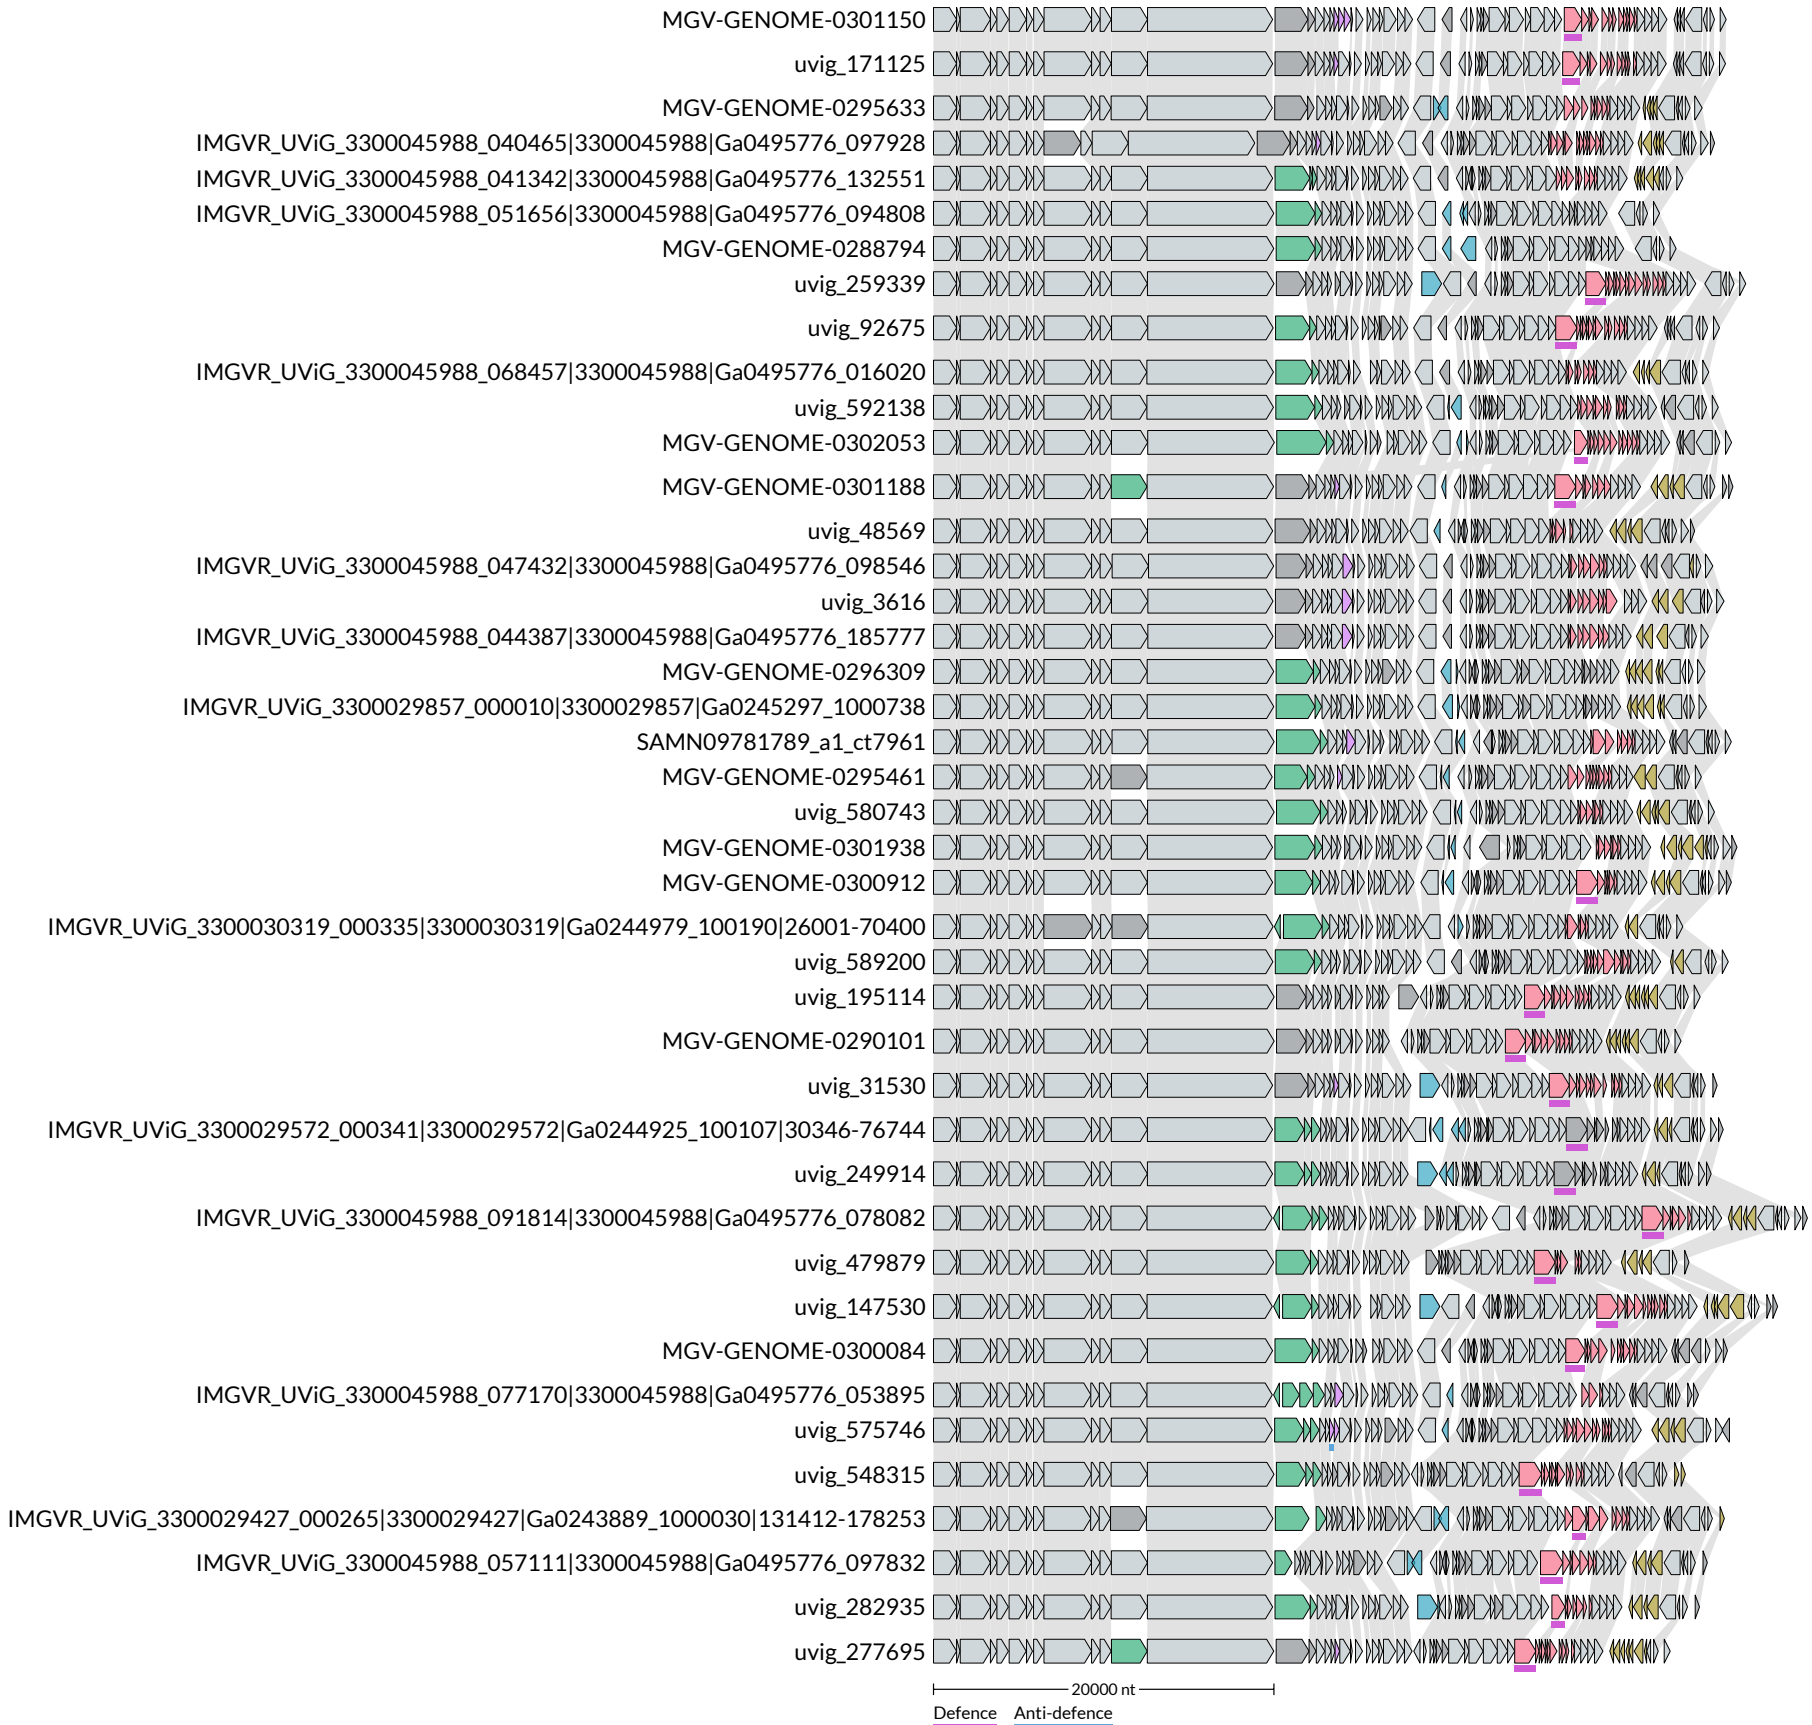 MGV-GENOME-0301150
uvig_171125
MGV-GENOME-0295633
IMGVR_UViG_3300045988_040465|3300045988|Ga0495776_097928
IMGVR_UViG_3300045988_041342|3300045988|Ga0495776_132551
IMGVR_UViG_3300045988_051656|3300045988|Ga0495776_094808
MGV-GENOME-0288794
uvig_259339
uvig_92675
IMGVR_UViG_3300045988_068457|3300045988|Ga0495776_016020
uvig_592138
MGV-GENOME-0302053
MGV-GENOME-0301188
uvig_48569
IMGVR_UViG_3300045988_047432|3300045988|Ga0495776_098546
uvig_3616
IMGVR_UViG_3300045988_044387|3300045988|Ga0495776_185777
MGV-GENOME-0296309
IMGVR_UViG_3300029857_000010|3300029857|Ga0245297_1000738
SAMN09781789_a1_ct7961
MGV-GENOME-0295461
uvig_580743
MGV-GENOME-0301938
MGV-GENOME-0300912
IMGVR_UViG_3300030319_000335|3300030319|Ga0244979_100190|26001-70400
uvig_589200
uvig_195114
MGV-GENOME-0290101
uvig_31530
IMGVR_UViG_3300029572_000341|3300029572|Ga0244925_100107|30346-76744
uvig_249914
IMGVR_UViG_3300045988_091814|3300045988|Ga0495776_078082
uvig_479879
uvig_147530
MGV-GENOME-0300084
IMGVR_UViG_3300045988_077170|3300045988|Ga0495776_053895
uvig_575746
uvig_548315
IMGVR_UViG_3300029427_000265|3300029427|Ga0243889_1000030|131412-178253
IMGVR_UViG_3300045988_057111|3300045988|Ga0495776_097832
uvig_282935
uvig_277695
20000 nt
Defence Anti-defence